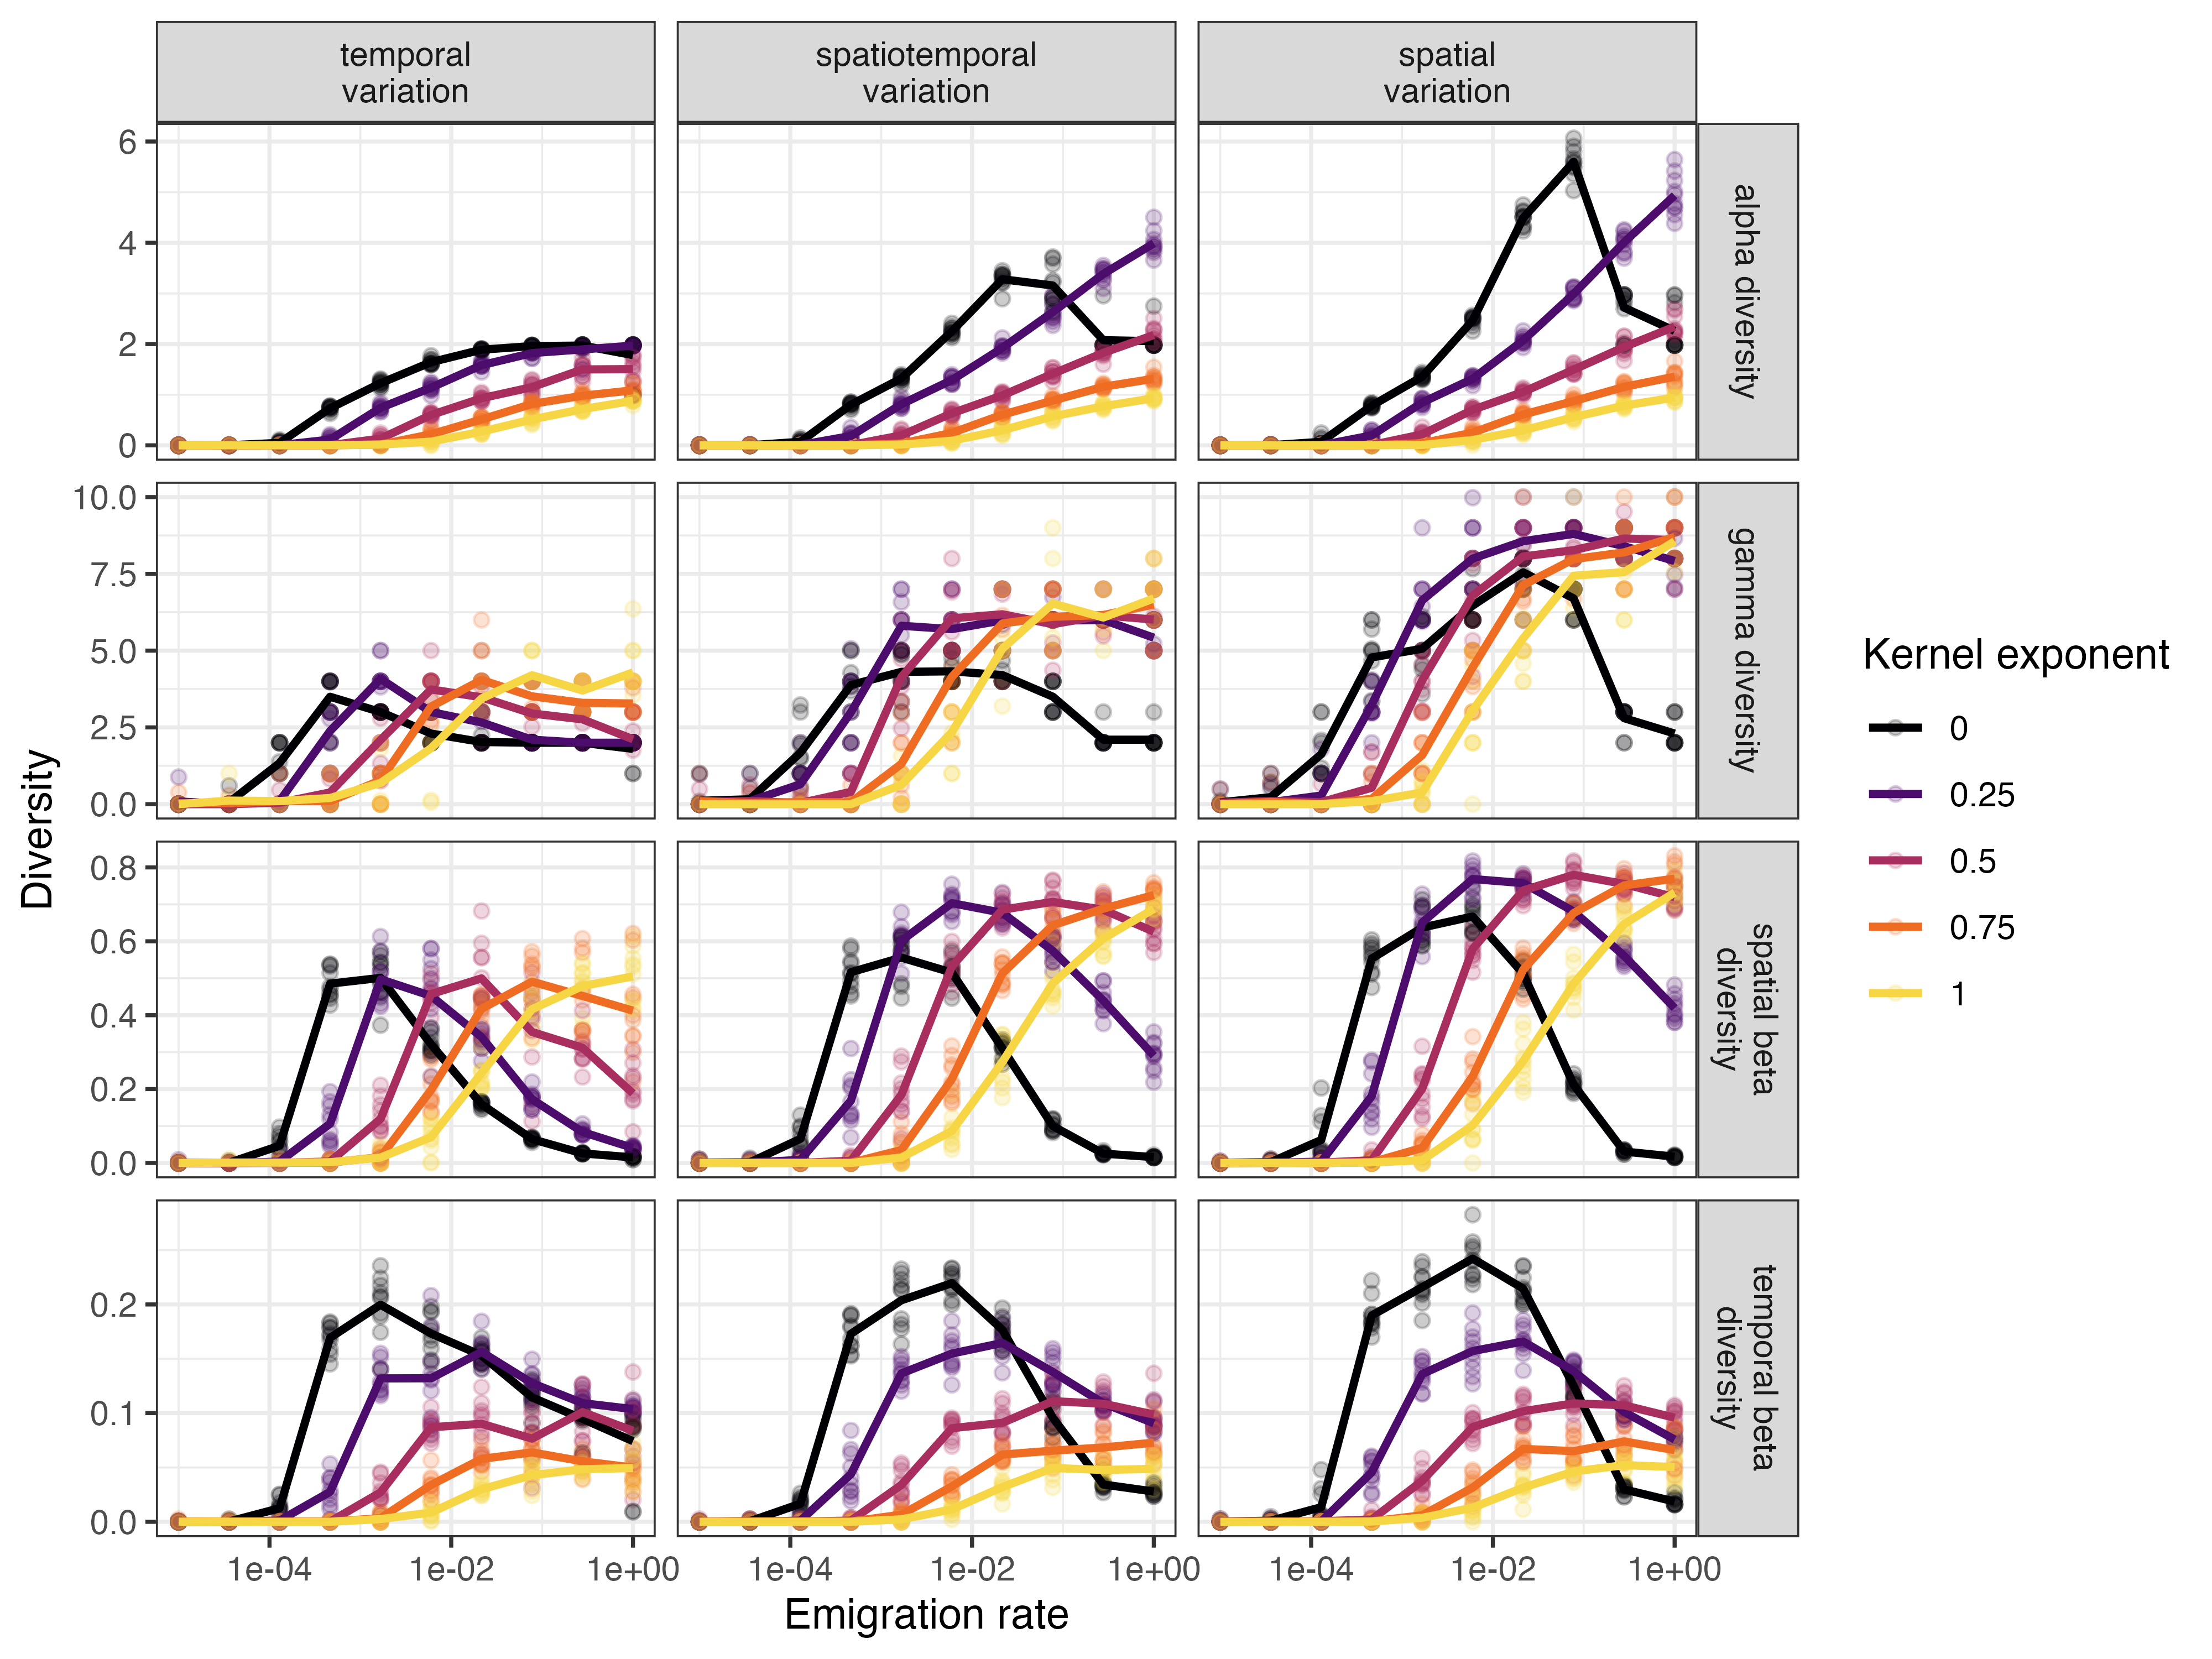 temporal
variation
spatiotemporal
variation
spatial
variation
6
4
2
0
alpha diversity
10.0
7.5
5.0
2.5
0.0
gamma diversity
0.8
0.6
0.4
0.2
0.0
spatial beta
diversity
0.2
0.1
0.0
temporal beta
diversity
1e-04
1e-02
1e+00
1e-04
1e-02
1e+00
1e-04
1e-02
1e+00
Emigration rate
Diversity
Kernel exponent
0
0.25
0.5
0.75
1